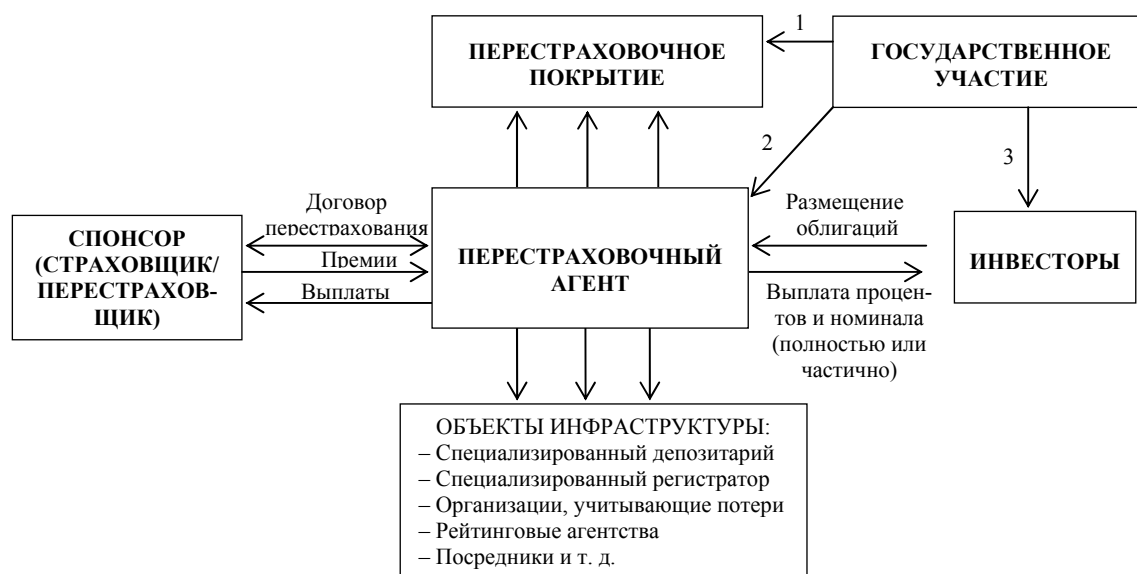 1
ПЕРЕСТРАХОВОЧНОЕ
ПОКРЫТИЕ
ГОСУДАРСТВЕННОЕ
УЧАСТИЕ
2
3
СПОНСОР
(СТРАХОВЩИК/
ПЕРЕСТРАХОВ-
ЩИК)
Договор
перестрахования
Премии
Выплаты
ПЕРЕСТРАХОВОЧНЫЙ
АГЕНТ
Размещение
облигаций
Выплата процен-
тов и номинала
(полностью или
частично)
ИНВЕСТОРЫ
ОБЪЕКТЫ ИНФРАСТРУКТУРЫ:
– Специализированный депозитарий
– Специализированный регистратор
– Организации, учитывающие потери
– Рейтинговые агентства
– Посредники и т. д.